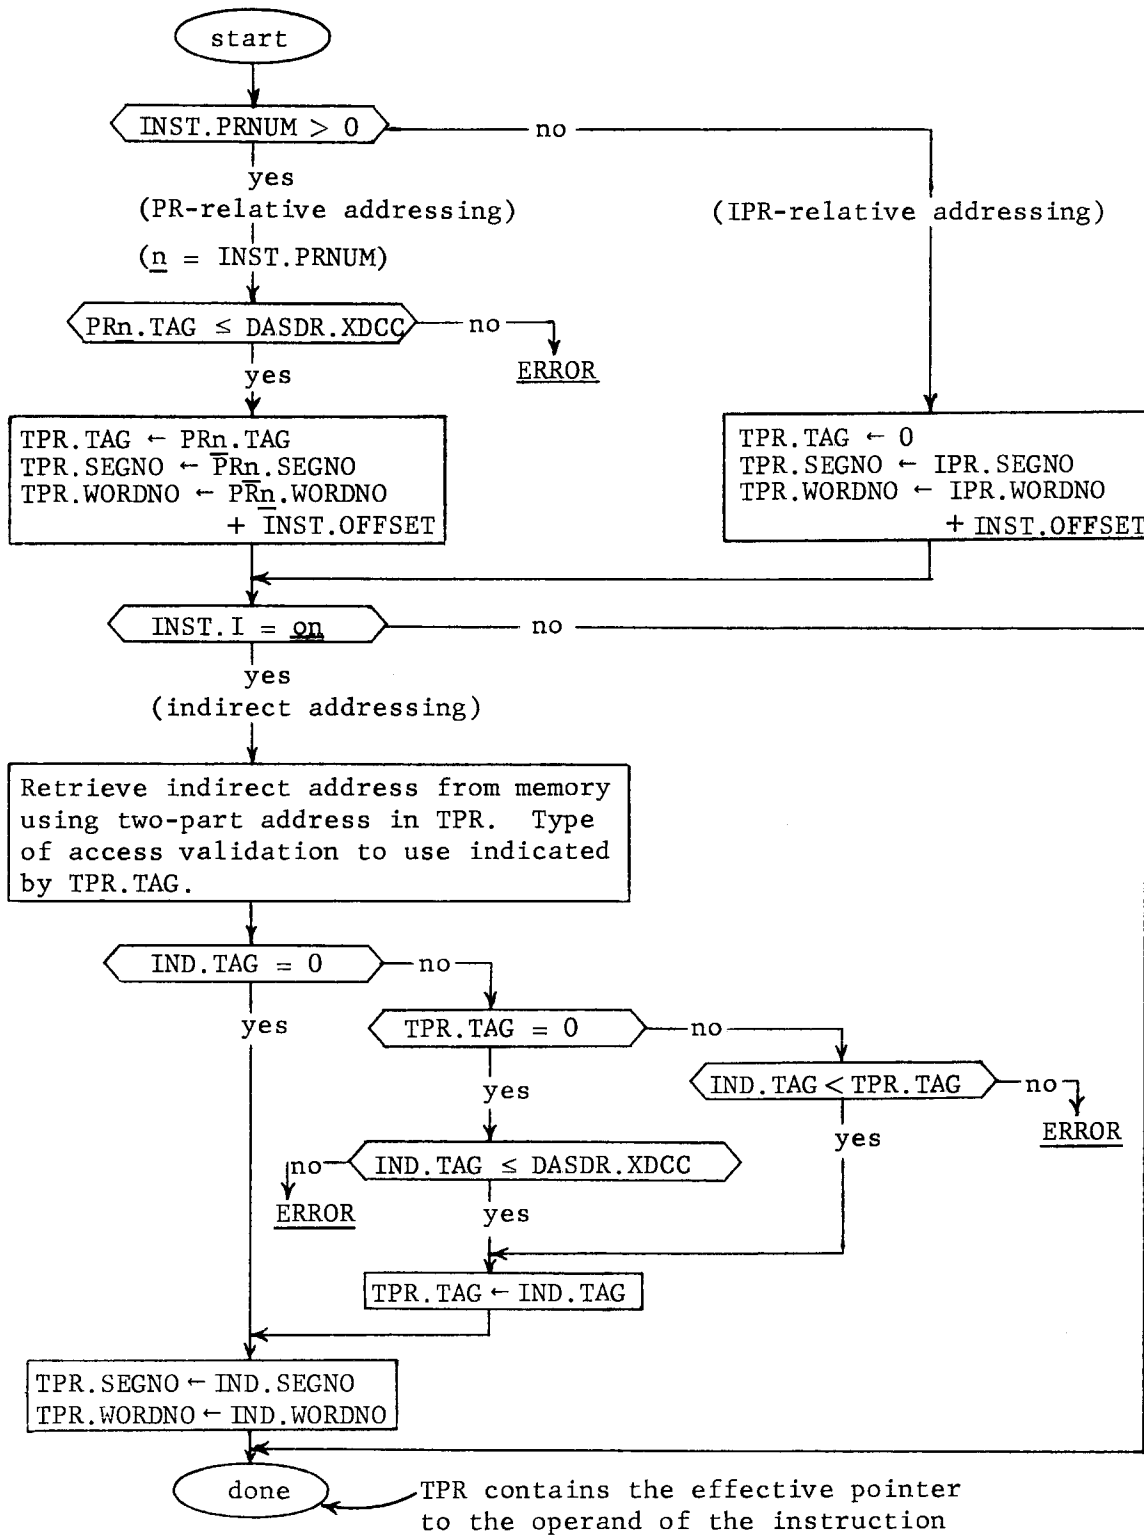 start
INST.PRNUM > 0
no
yes
(PR-relative addressing)
(IPR-relative addressing)
(n = INST.PRNUM)
PRn.TAG ≤ DASDR.XDCC
no
ERROR
yes
TPR.TAG ← PRn.TAG
TPR.SEGNO ← PRn.SEGNO
TPR.WORDNO ← PRn.WORDNO
+ INST.OFFSET
TPR.TAG ← 0
TPR.SEGNO ← IPR.SEGNO
TPR.WORDNO ← IPR.WORDNO
+ INST.OFFSET
INST.I = on
no
yes
(indirect addressing)
Retrieve indirect address from memory
using two-part address in TPR. Type
of access validation to use indicated
by TPR.TAG.
IND.TAG = 0
no
yes
TPR.TAG = 0
no
yes
IND.TAG < TPR.TAG
no
ERROR
yes
IND.TAG ≤ DASDR.XDCC
no
ERROR
yes
TPR.TAG ← IND.TAG
TPR.SEGNO ← IND.SEGNO
TPR.WORDNO ← IND.WORDNO
done
TPR contains the effective pointer
to the operand of the instruction